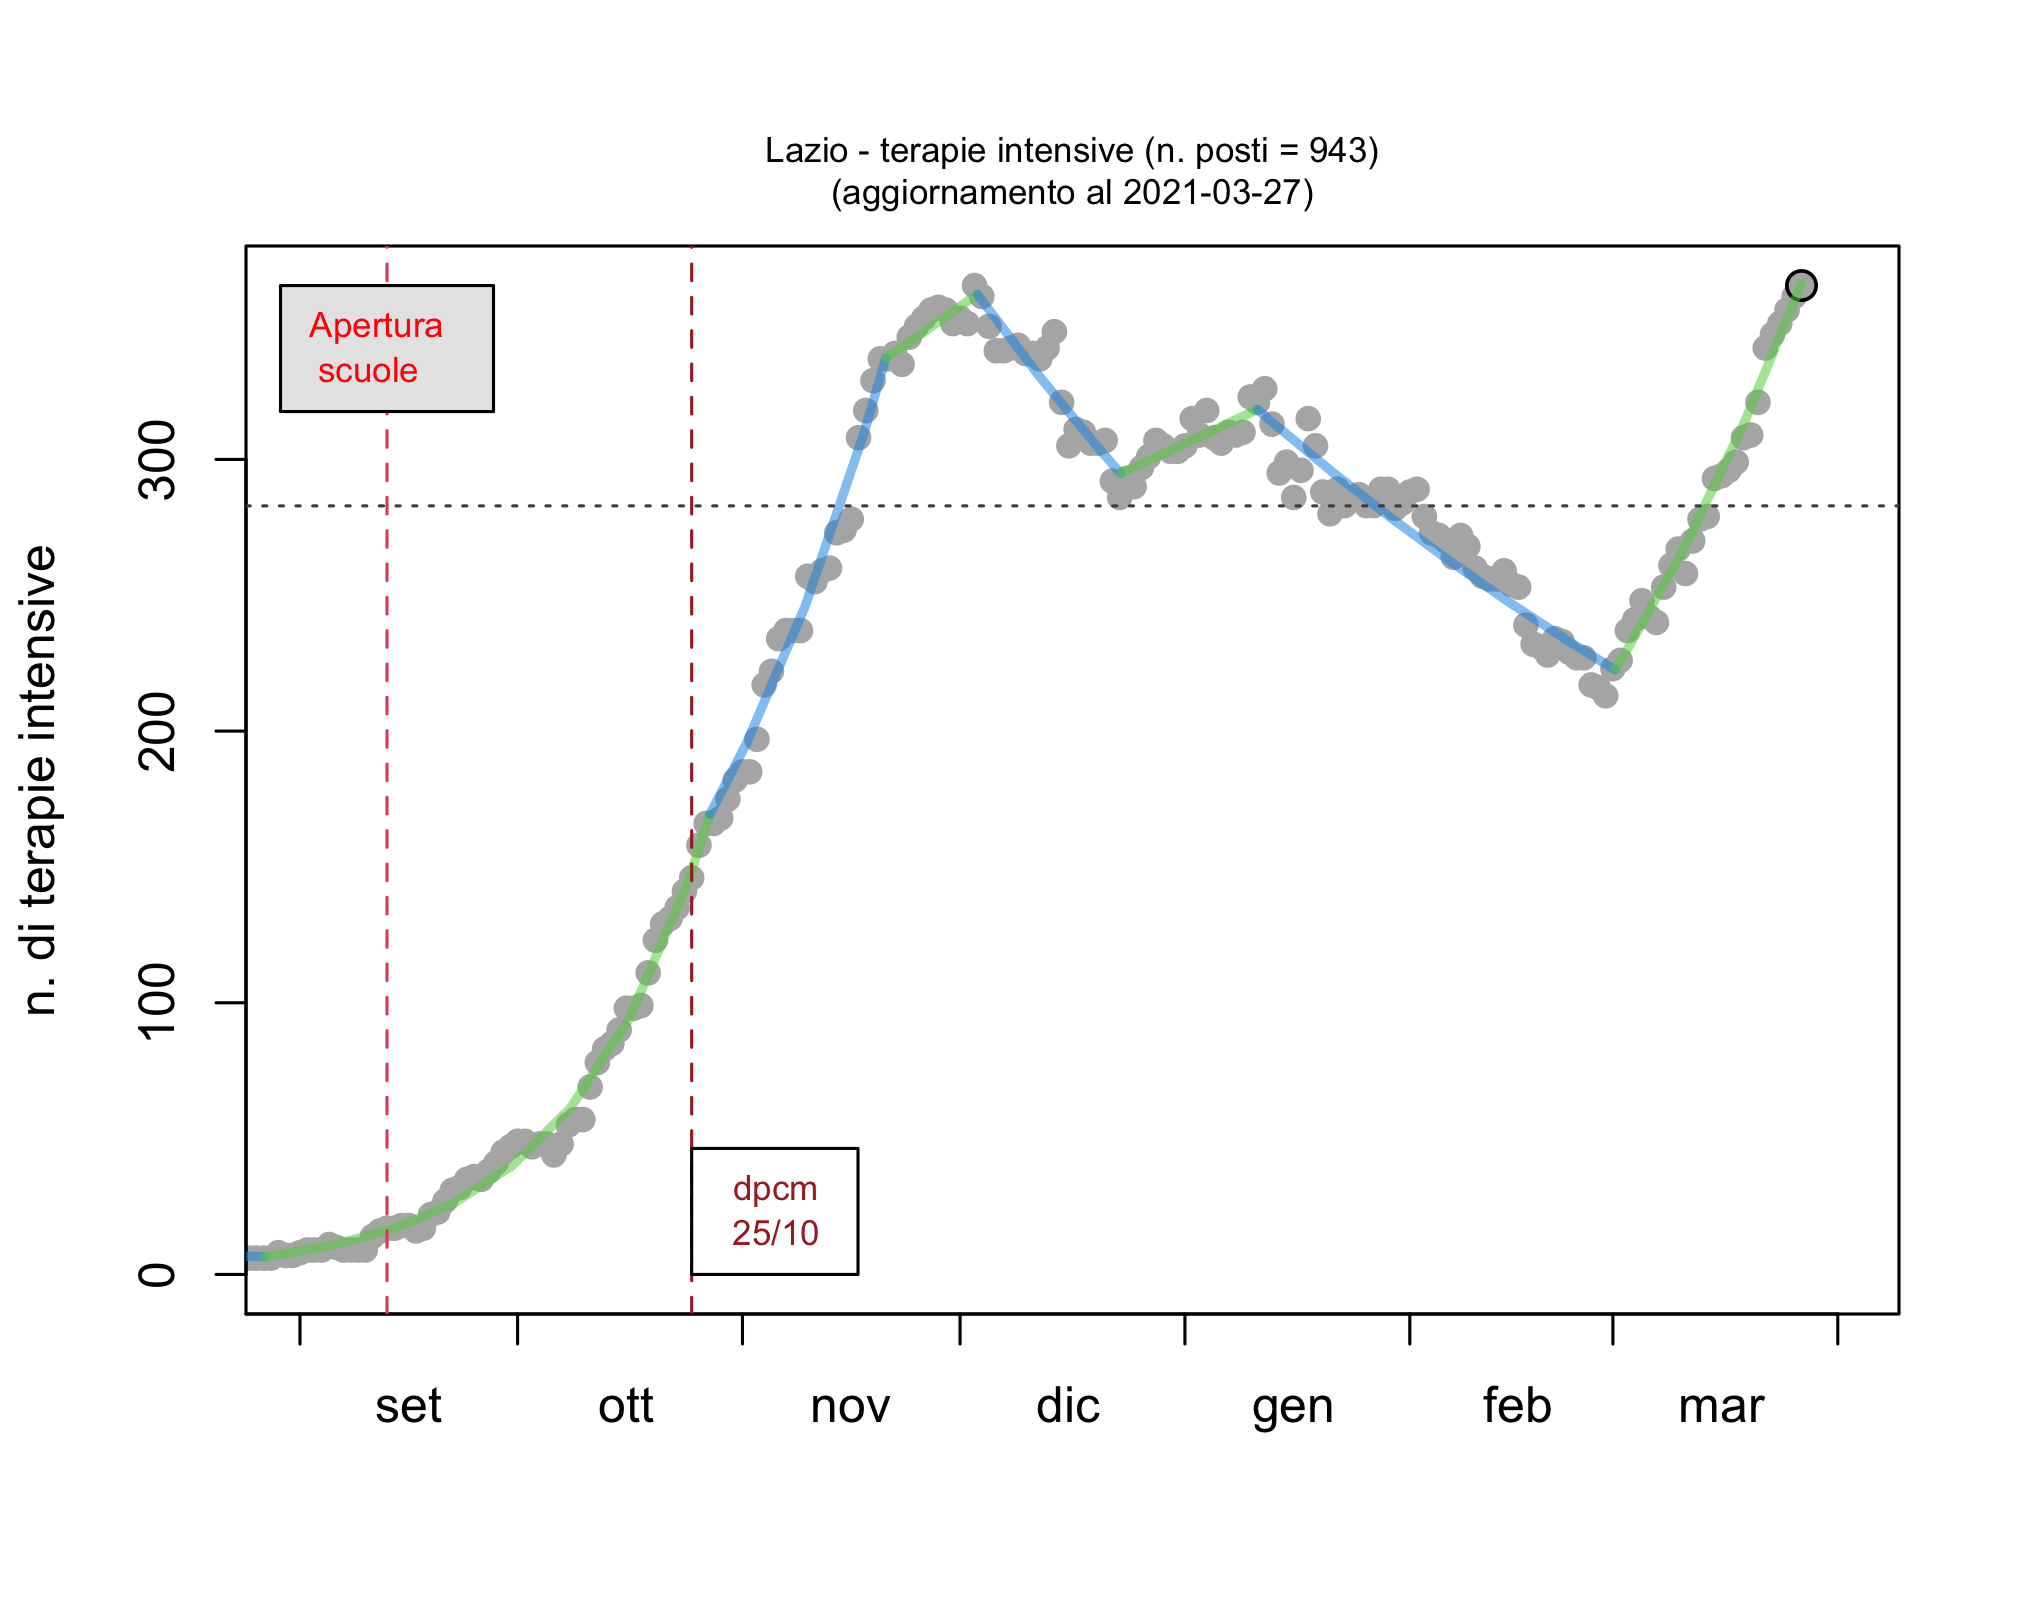 Lazio - terapie intensive (n. posti = 943)
(aggiornamento al 2021-03-27)
Apertura
scuole
n. di terapie intensive
300
200
100
0
dpcm
25/10
set ott nov dic gen feb mar